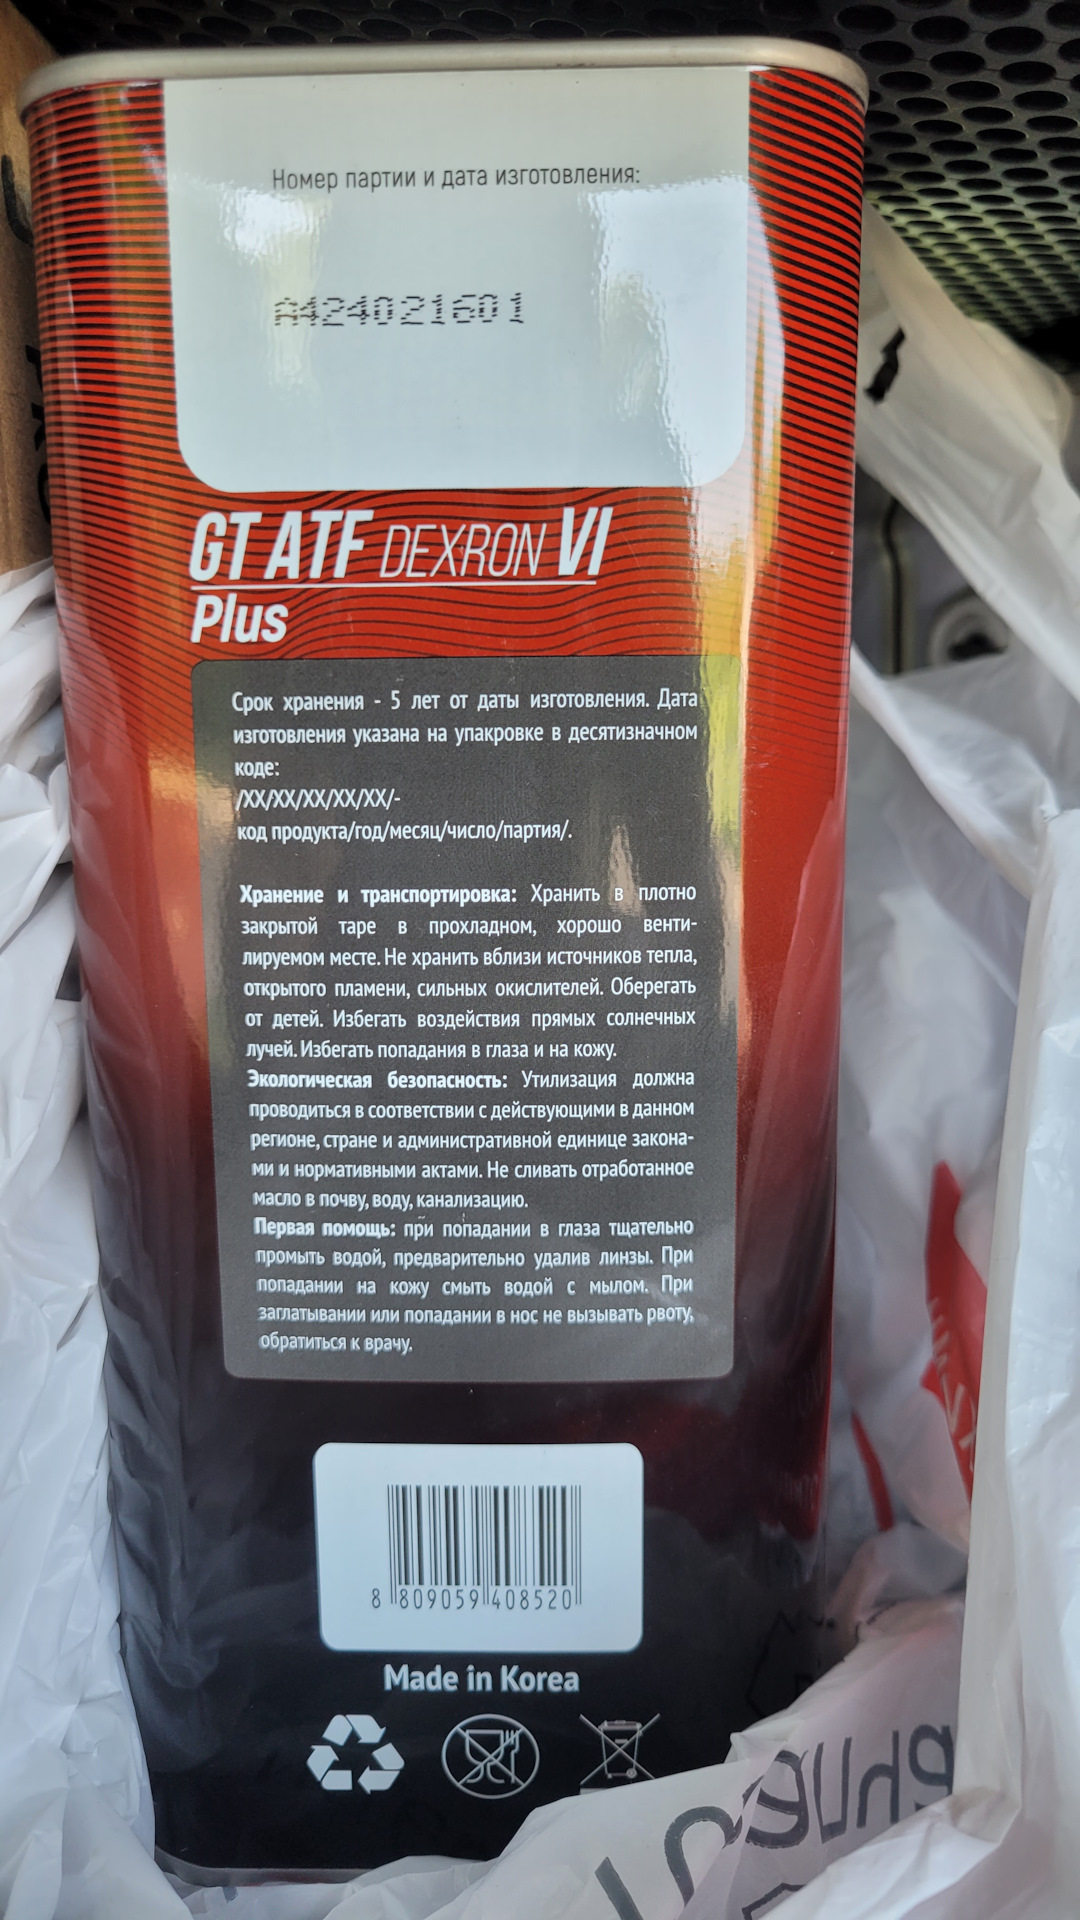 Номер партии и дата изготовления:
A424021601
GT ATF DEXRON VI
Plus
Срок хранения - 5 лет от даты изготовления. Дата
изготовления указана на упакровке в десятизначном
коде:
/XX/XX/XX/XX/XX/-
код продукта/год/месяц/число/партия/.
Хранение и транспортировка: Хранить в плотно
закрытой таре в прохладном, хорошо венти-
лируемом месте. Не хранить вблизи источников тепла,
открытого пламени, сильных окислителей. Оберегать
от детей. Избегать воздействия прямых солнечных
лучей. Избегать попадания в глаза и на кожу.
Экологическая безопасность: Утилизация должна
проводиться в соответствии с действующими в данном
регионе, стране и административной единице закона-
ми и нормативными актами. Не сливать отработанное
масло в почву, воду, канализацию.
Первая помощь: при попадании в глаза тщательно
промыть водой, предварительно удалив линзы. При
попадании на кожу смыть водой с мылом. При
заглатывании или попадании в нос не вызывать рвоту,
обратиться к врачу.
8 809059 408520
Made in Korea